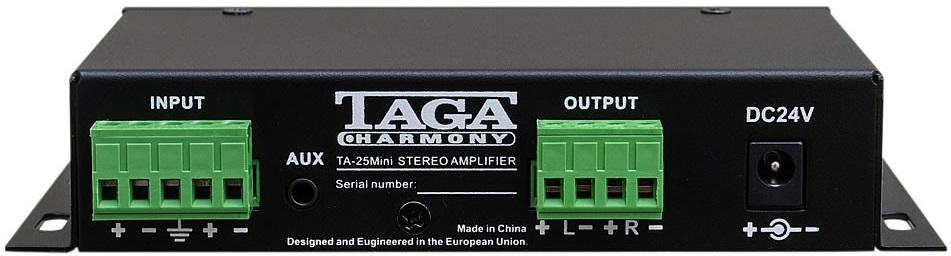 INPUT
OUTPUT
DC24V
AUX
TAGA
HARMONY
TA-25Mini STEREO AMPLIFIER
Serial number:
+ - + -
+ L - + R -
+ -
Made in China
Designed and Eugineered in the European Union.